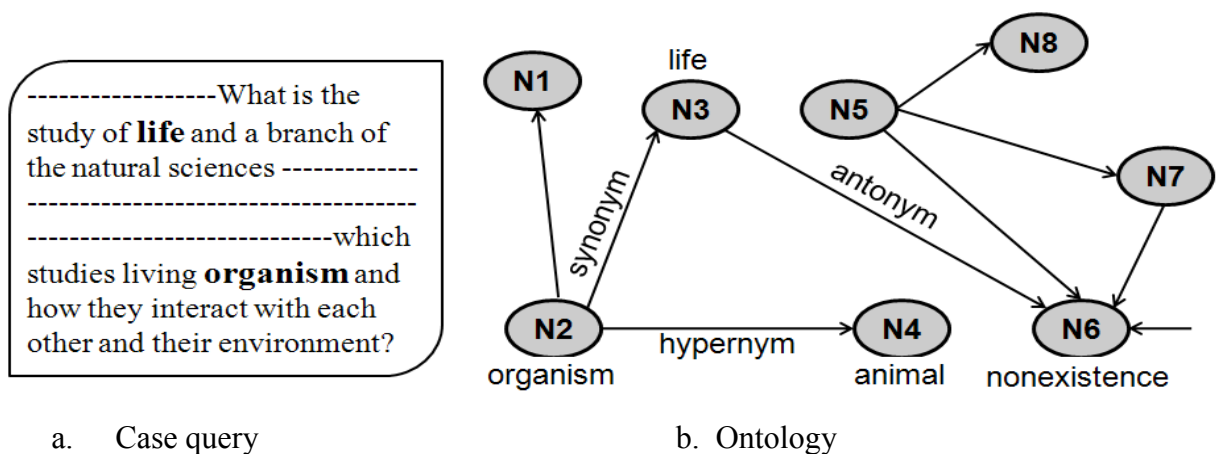 ------------------What is the
study of life and a branch of
the natural sciences --------------
----------------------------------------
-------------------------------which
studies living organism and
how they interact with each
other and their environment?
a. Case query
N1
life
N3
N5
N8
N7
synonym
antonym
N2
organism
hypernym
N4
animal
N6
nonexistence
b. Ontology